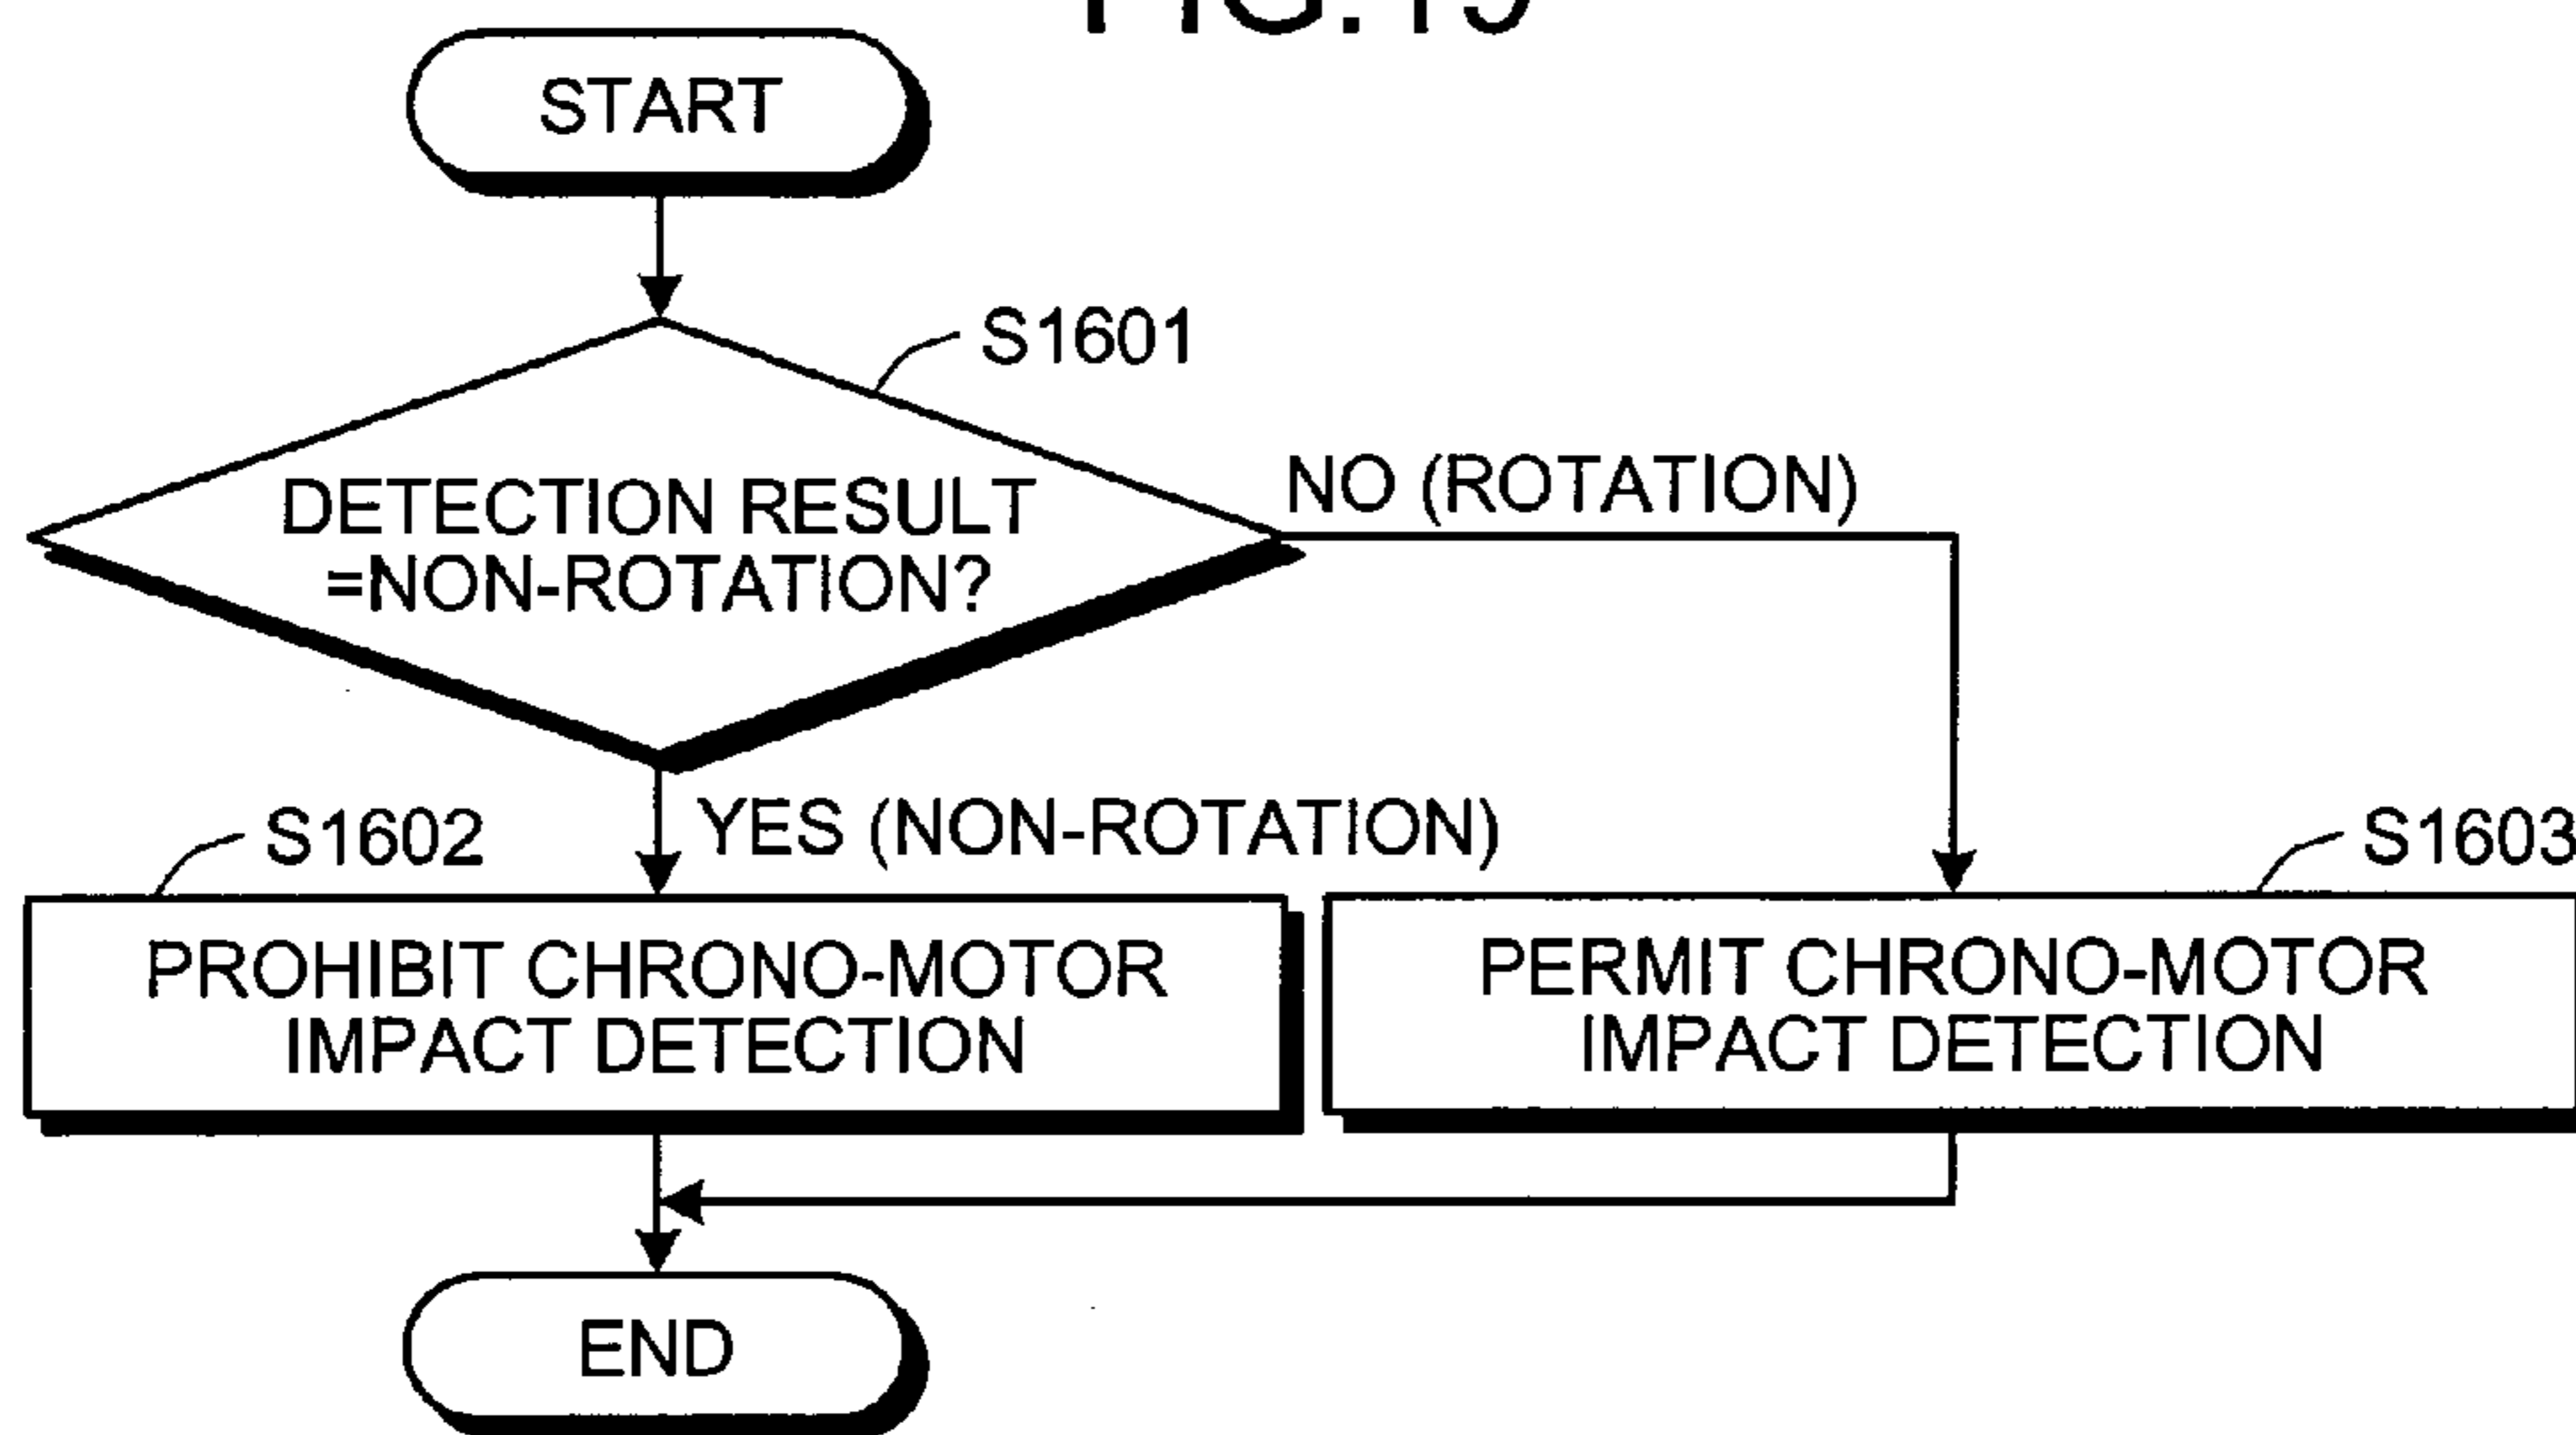 START
S1601
DETECTION RESULT
=NON-ROTATION?
NO (ROTATION)
YES (NON-ROTATION)
S1602
S1603
PROHIBIT CHRONO-MOTOR
IMPACT DETECTION
PERMIT CHRONO-MOTOR
IMPACT DETECTION
END